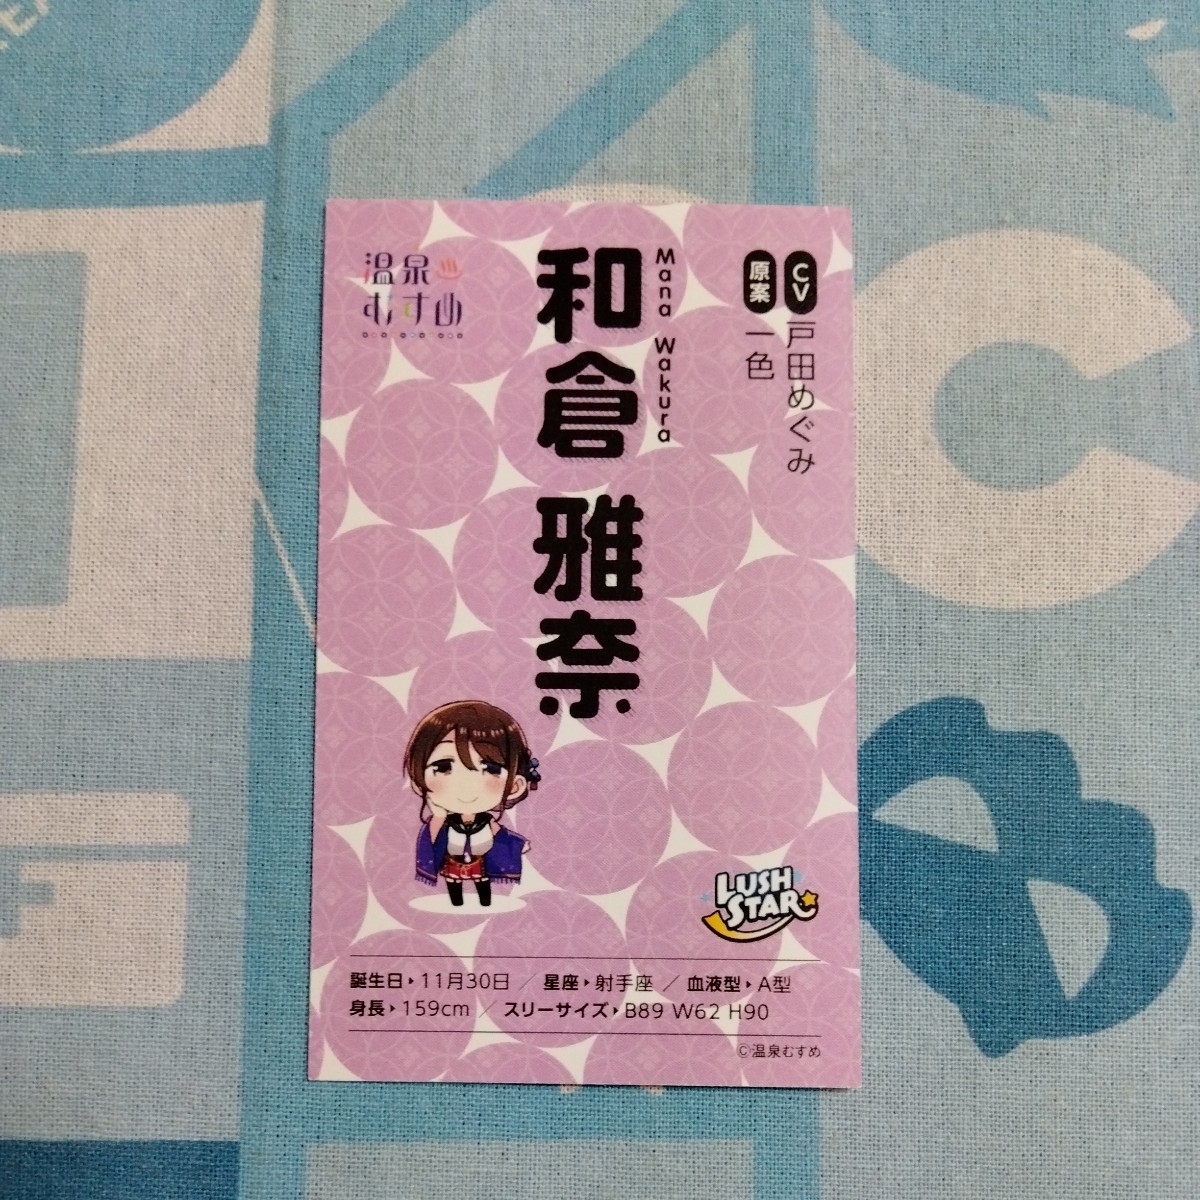 温泉
むすめ
和倉 雅奈
Mana Wakura
CV 戸田めぐみ
原案 一色
LUSH
STAR
誕生日▸11月30日 ／ 星座▸射手座 ／ 血液型▸A型
身長▸159cm ／ スリーサイズ▸B89 W62 H90
©温泉むすめ